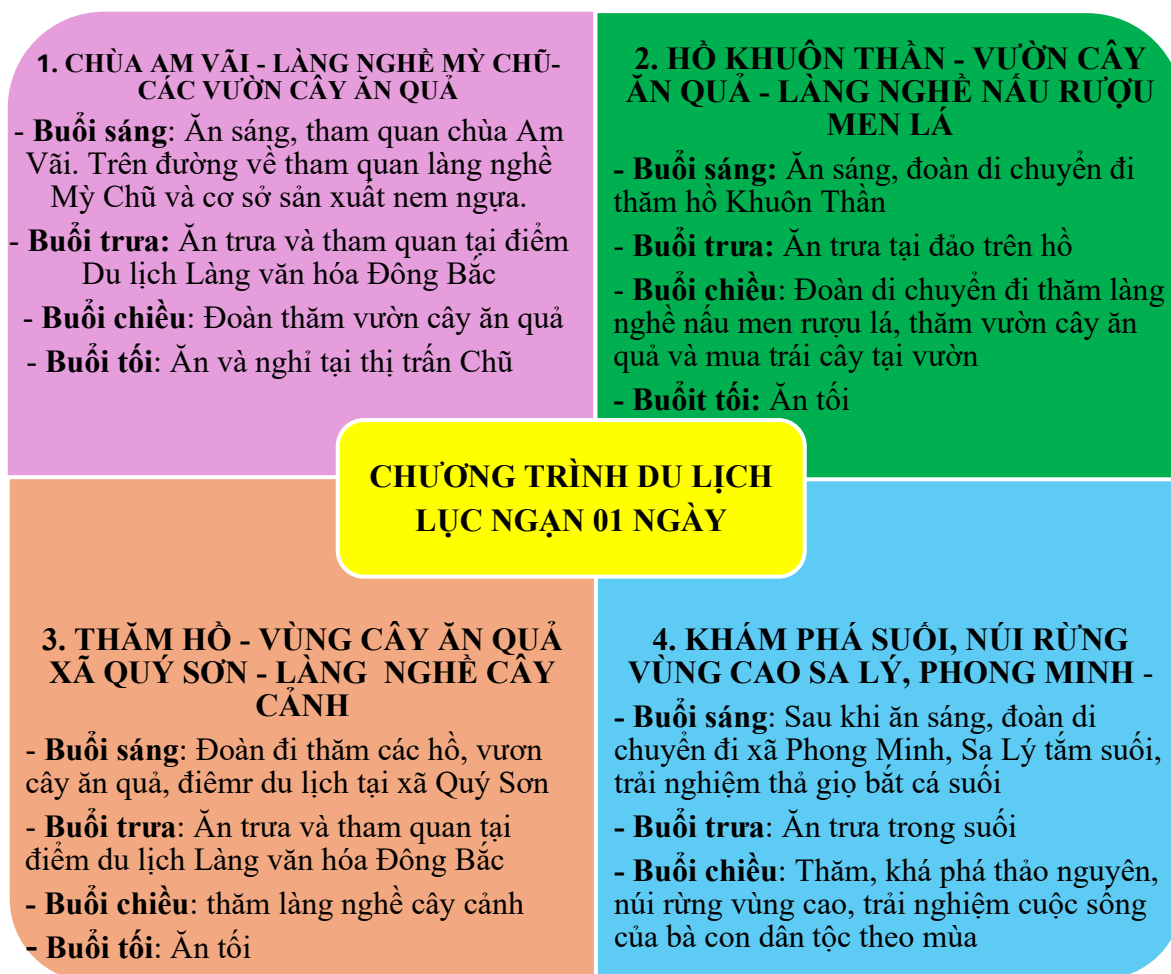 1. CHÙA AM VÃI - LÀNG NGHỀ MỲ CHŨ-
CÁC VƯỜN CÂY ĂN QUẢ
- Buổi sáng: Ăn sáng, tham quan chùa Am
Vãi. Trên đường về tham quan làng nghề
Mỳ Chũ và cơ sở sản xuất nem ngựa.
- Buổi trưa: Ăn trưa và tham quan tại điểm
Du lịch Làng văn hóa Đông Bắc
- Buổi chiều: Đoàn thăm vườn cây ăn quả
- Buổi tối: Ăn và nghỉ tại thị trấn Chũ
2. HỒ KHUÔN THẦN - VƯỜN CÂY
ĂN QUẢ - LÀNG NGHỀ NẤU RƯỢU
MEN LÁ
- Buổi sáng: Ăn sáng, đoàn di chuyển đi
thăm hồ Khuôn Thần
- Buổi trưa: Ăn trưa tại đảo trên hồ
- Buổi chiều: Đoàn di chuyển đi thăm làng
nghề nấu men rượu lá, thăm vườn cây ăn
quả và mua trái cây tại vườn
- Buổit tối: Ăn tối
CHƯƠNG TRÌNH DU LỊCH
LỤC NGẠN 01 NGÀY
3. THĂM HỒ - VÙNG CÂY ĂN QUẢ
XÃ QUÝ SƠN - LÀNG NGHỀ CÂY
CẢNH
- Buổi sáng: Đoàn đi thăm các hồ, vươn
cây ăn quả, điêmr du lịch tại xã Quý Sơn
- Buổi trưa: Ăn trưa và tham quan tại
điểm du lịch Làng văn hóa Đông Bắc
- Buổi chiều: thăm làng nghề cây cảnh
- Buổi tối: Ăn tối
4. KHÁM PHÁ SUỐI, NÚI RỪNG
VÙNG CAO SA LÝ, PHONG MINH -
- Buổi sáng: Sau khi ăn sáng, đoàn di
chuyển đi xã Phong Minh, Sa Lý tắm suối,
trải nghiệm thả giọ bắt cá suối
- Buổi trưa: Ăn trưa trong suối
- Buổi chiều: Thăm, khá phá thảo nguyên,
núi rừng vùng cao, trải nghiệm cuộc sống
của bà con dân tộc theo mùa